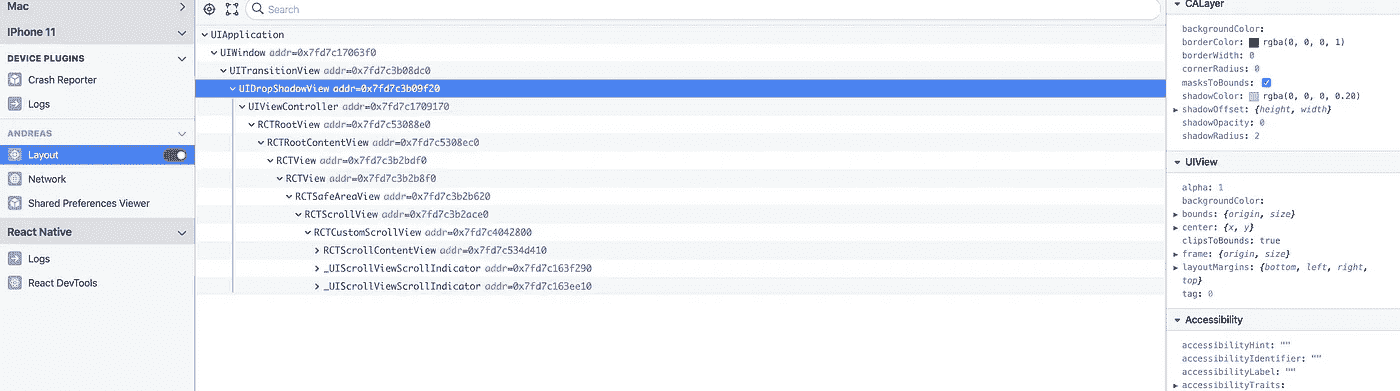 Mac
IPhone 11
DEVICE PLUGINS
Crash Reporter
Logs
ANDREAS
Layout
Network
Shared Preferences Viewer
React Native
Logs
React DevTools
Search
UIApplication
UIWindow addr=0x7fd7c17063f0
UITransitionView addr=0x7fd7c3b08dc0
UIDropShadowView addr=0x7fd7c3b09f20
UIViewController addr=0x7fd7c1709170
RCTRootView addr=0x7fd7c53088e0
RCTRootContentView addr=0x7fd7c5308ec0
RCTView addr=0x7fd7c3b2bdf0
RCTView addr=0x7fd7c3b2b8f0
RCTSafeAreaView addr=0x7fd7c3b2b620
RCTScrollView addr=0x7fd7c3b2ace0
RCTCustomScrollView addr=0x7fd7c4042800
RCTScrollContentView addr=0x7fd7c534d410
_UIScrollViewScrollIndicator addr=0x7fd7c163f290
_UIScrollViewScrollIndicator addr=0x7fd7c163ee10
CALayer
backgroundColor:
borderColor: rgba(0, 0, 0, 1)
borderWidth: 0
cornerRadius: 0
masksToBounds:
shadowColor: rgba(0, 0, 0, 0.20)
shadowOffset: {height, width}
shadowOpacity: 0
shadowRadius: 2
UIView
alpha: 1
backgroundColor:
bounds: {origin, size}
center: {x, y}
clipsToBounds: true
frame: {origin, size}
layoutMargins: {bottom, left, right,
top}
tag: 0
Accessibility
accessibilityHint: ""
accessibilityIdentifier: ""
accessibilityLabel: ""
accessibilityTraits: